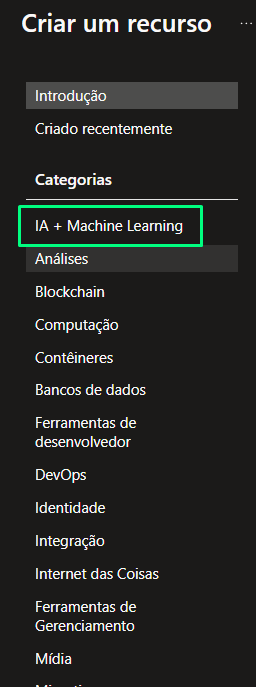 Criar um recurso ...
Introdução
Criado recentemente
Categorias
IA + Machine Learning
Análises
Blockchain
Computação
Contêineres
Bancos de dados
Ferramentas de
desenvolvedor
DevOps
Identidade
Integração
Internet das Coisas
Ferramentas de
Gerenciamento
Mídia